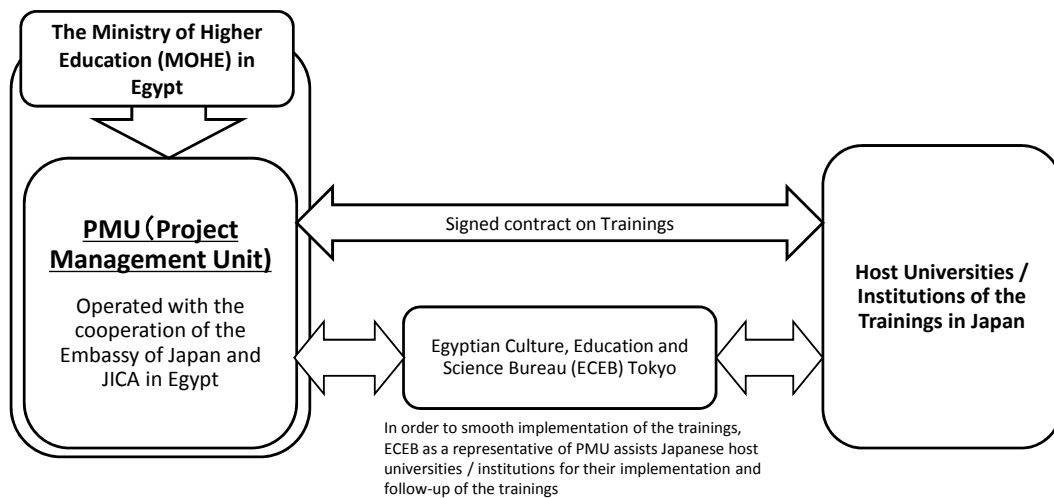 The Ministry of Higher
Education (MOHE) in
Egypt
PMU(Project
Management Unit)
Operated with the
cooperation of the
Embassy of Japan and
JICA in Egypt
Signed contract on Trainings
Egyptian Culture, Education and
Science Bureau (ECEB) Tokyo
In order to smooth implementation of the trainings,
ECEB as a representative of PMU assists Japanese host
universities / institutions for their implementation and
follow-up of the trainings
Host Universities /
Institutions of the
Trainings in Japan